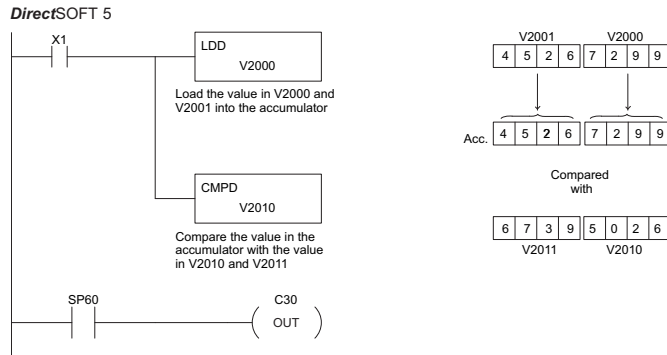 DirectSOFT 5
X1
LDD
V2000
Load the value in V2000 and
V2001 into the accumulator
CMPD
V2010
Compare the value in the
accumulator with the value
in V2010 and V2011
SP60
C30
OUT
V2001 V2000
4 5 2 6 7 2 9 9
Acc. 4 5 2 6 7 2 9 9
Compared
with
6 7 3 9 5 0 2 6
V2011 V2010